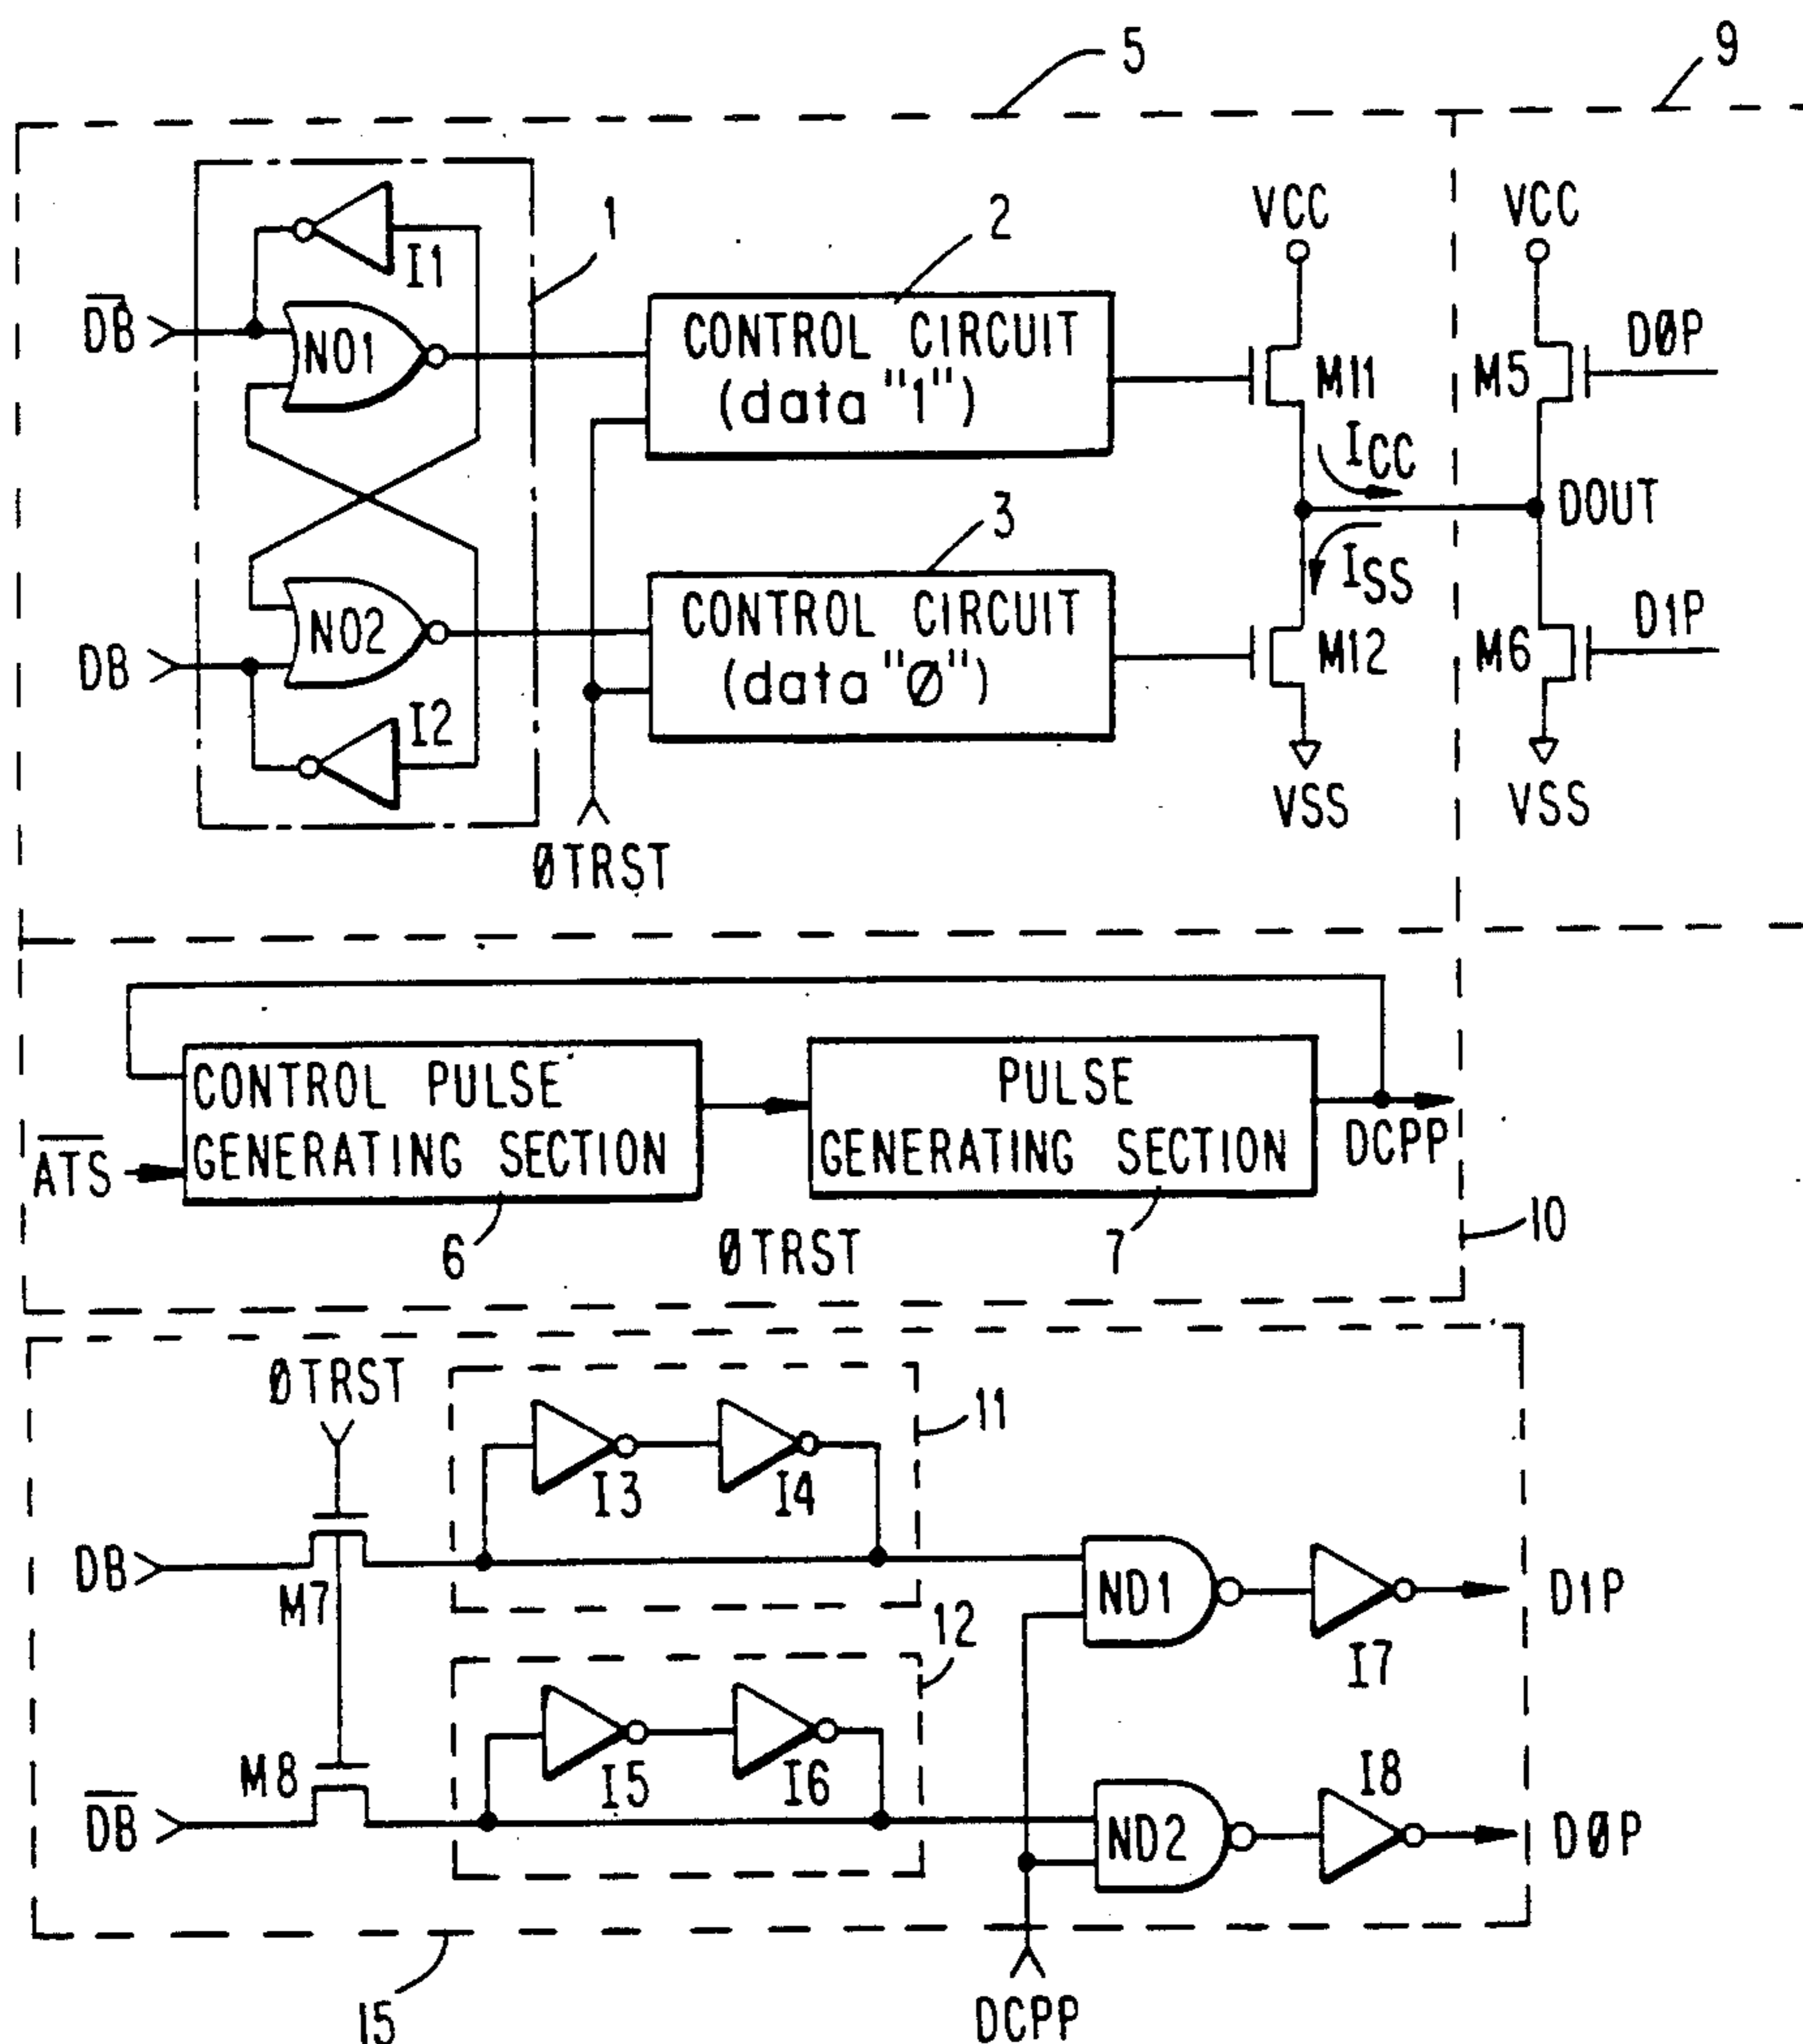 5
9
1
I1
D̅B̅
NO1
2
CONTROL CIRCUIT
(data "1")
VCC
VCC
M11
M5
DØP
ICC
DOUT
3
ISS
NO2
DB
I2
CONTROL CIRCUIT
(data "Ø")
M12
M6
D1P
VSS
VSS
ØTRST
CONTROL PULSE
GENERATING SECTION
PULSE
GENERATING SECTION
A̅T̅S̅
DCPP
6
ØTRST
7
10
ØTRST
11
I3
I4
DB
M7
ND1
I7
D1P
12
M8
I5
I6
I8
D̅B̅
ND2
DØP
15
DCPP